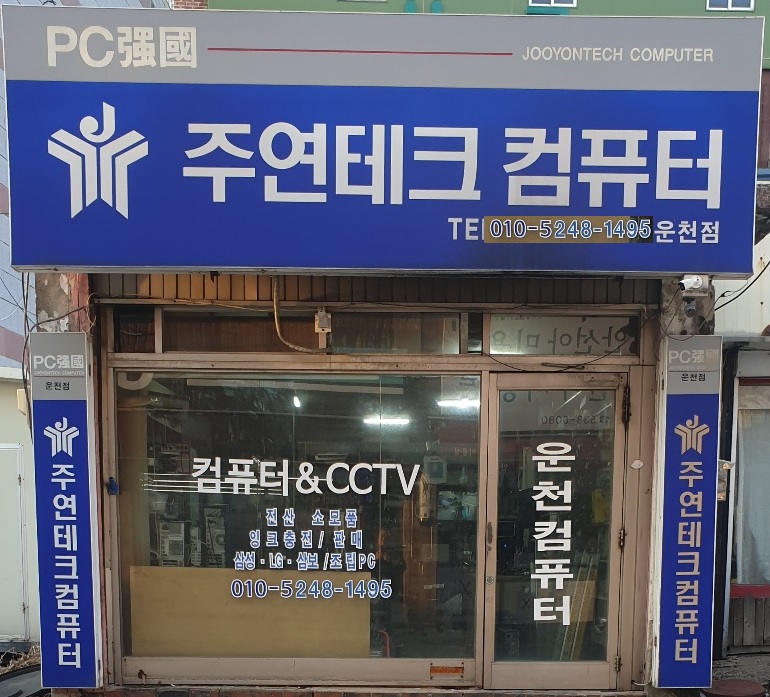 PC强國 JOOYONTECH COMPUTER
주연테크 컴퓨터
TE 010-5248-1495 운천점
PC强國
JOOYONTECH COMPUTER
운천점
주연테크컴퓨터
컴퓨터&CCTV
전산 소모품
잉크충전/ 판매
삼성·LG·삼보/조립PC
010-5248-1495
운천컴퓨터
PC强國
운천점
주연테크컴퓨터